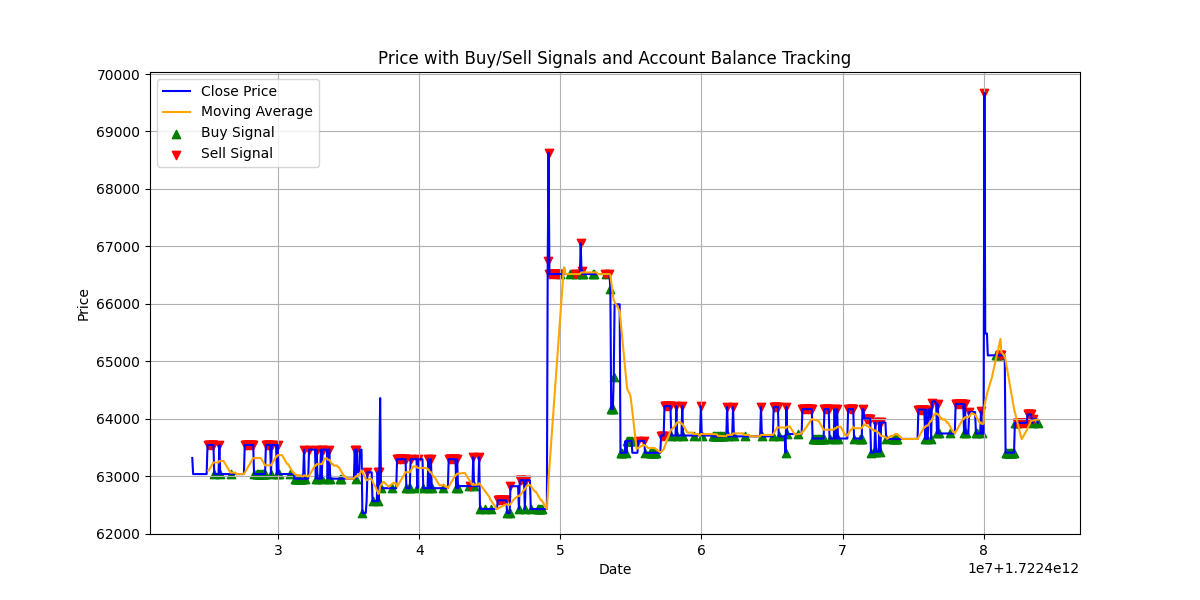 Price with Buy/Sell Signals and Account Balance Tracking
70000
69000
68000
67000
66000
65000
64000
63000
62000
Price
Close Price
Moving Average
Buy Signal
Sell Signal
3
4
5
6
7
8
Date
1e7+1.7224e12